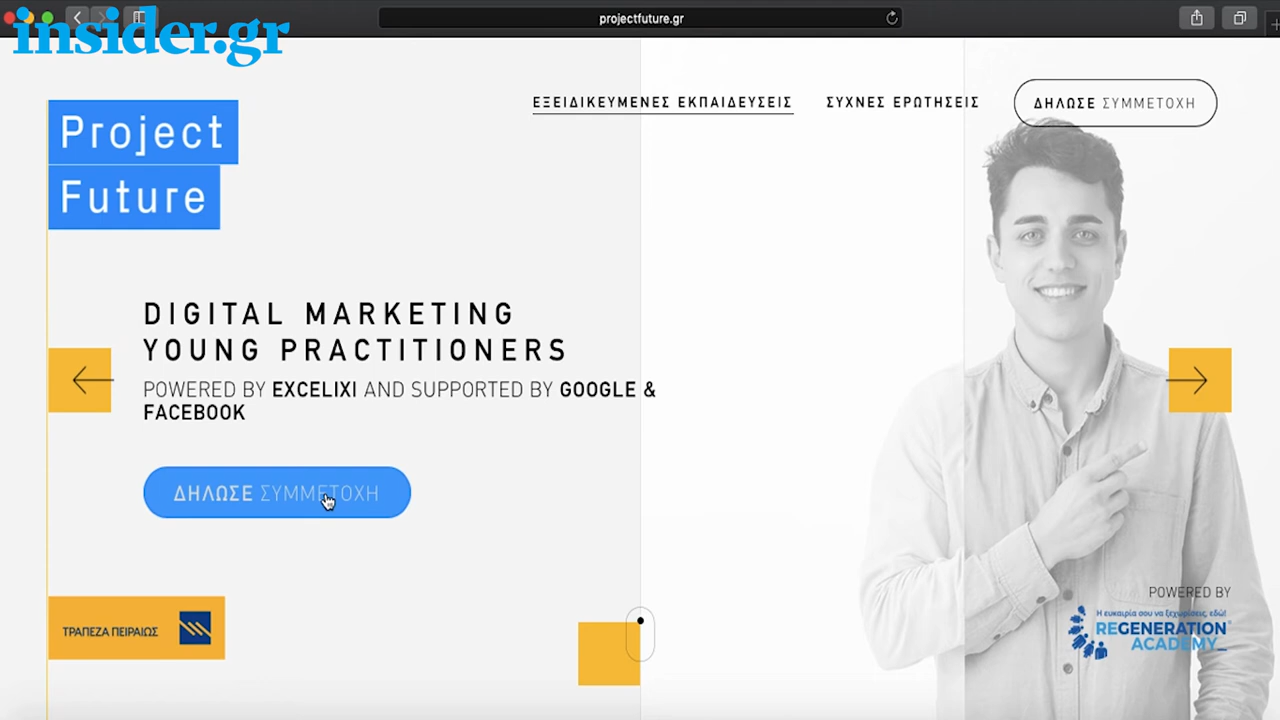 projectfuture.gr
insider.gr
ΕΞΕΙΔΙΚΕΥΜΕΝΕΣ ΕΚΠΑΙΔΕΥΣΕΙΣ
ΣΥΧΝΕΣ ΕΡΩΤΗΣΕΙΣ
ΔΗΛΩΣΕ ΣΥΜΜΕΤΟΧΗ
Project
Future
DIGITAL MARKETING
YOUNG PRACTITIONERS
POWERED BY EXCELIXI AND SUPPORTED BY GOOGLE &
FACEBOOK
ΔΗΛΩΣΕ ΣΥΜΜΕΤΟΧΗ
ΤΡΑΠΕΖΑ ΠΕΙΡΑΙΩΣ
POWERED BY
Η ευκαιρία σου να ξεχωρίσεις, εδώ!
REGENERATION
ACADEMY_